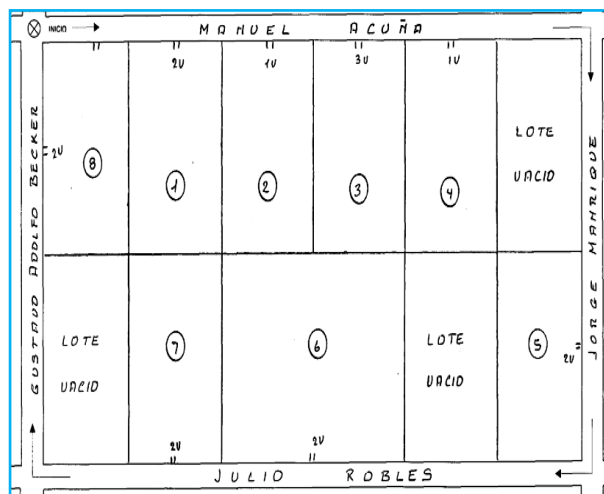 INICIO
MANUEL ACUÑA
2V
1V
3V
1V
LOTE
VACIO
2V
8
1
2
3
4
GUSTAVO ADOLFO BECKER
JORGE MANRIQUE
LOTE
VACIO
7
6
LOTE
VACIO
5
2V
2V
2V
JULIO ROBLES